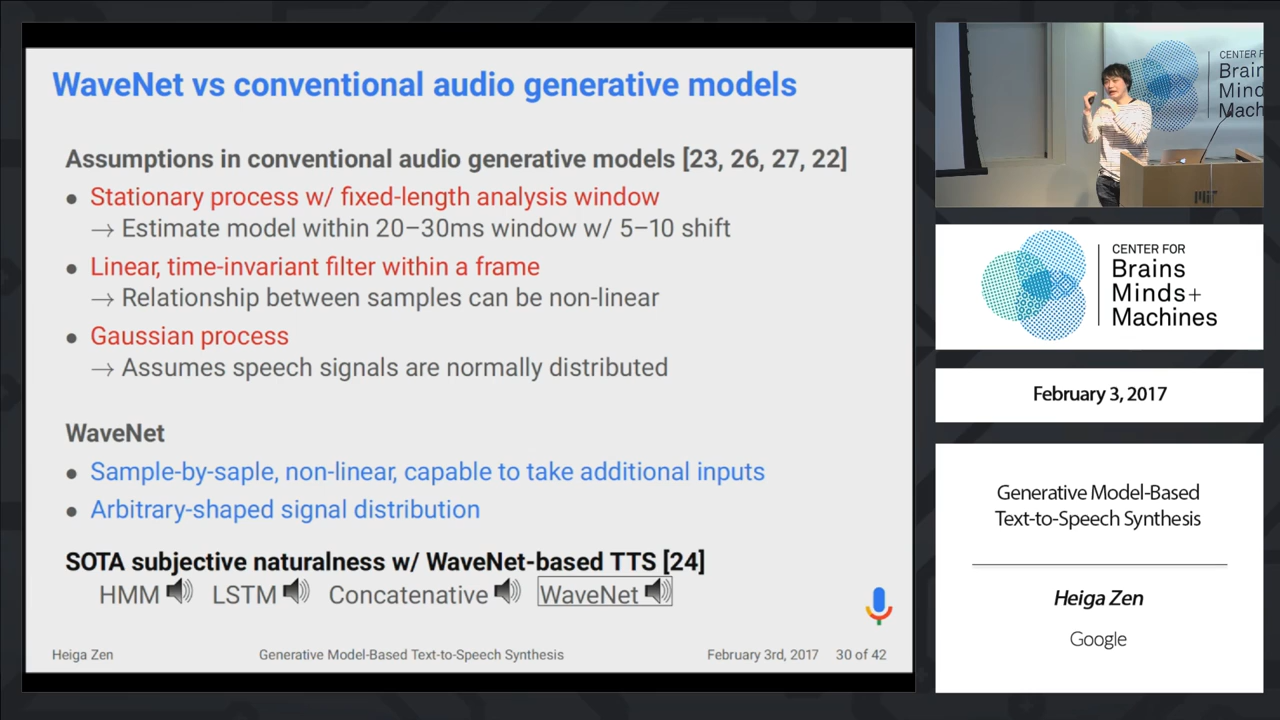 WaveNet vs conventional audio generative models
Assumptions in conventional audio generative models [23, 26, 27, 22]
• Stationary process w/ fixed-length analysis window
→ Estimate model within 20–30ms window w/ 5–10 shift
• Linear, time-invariant filter within a frame
→ Relationship between samples can be non-linear
• Gaussian process
→ Assumes speech signals are normally distributed
WaveNet
• Sample-by-saple, non-linear, capable to take additional inputs
• Arbitrary-shaped signal distribution
SOTA subjective naturalness w/ WaveNet-based TTS [24]
HMM LSTM Concatenative WaveNet
Heiga Zen Generative Model-Based Text-to-Speech Synthesis February 3rd, 2017 30 of 42
CENTER FOR
Brains
Minds+
Machines
February 3, 2017
Generative Model-Based
Text-to-Speech Synthesis
Heiga Zen
Google